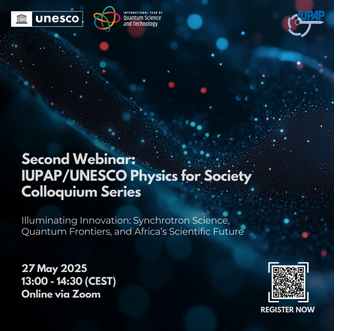 unesco
INTERNATIONAL YEAR OF
Quantum Science
and Technology
IUPAP
Second Webinar:
IUPAP/UNESCO Physics for Society
Colloquium Series
Illuminating Innovation: Synchrotron Science,
Quantum Frontiers, and Africa's Scientific Future
27 May 2025
13:00 - 14:30 (CEST)
Online via Zoom
REGISTER NOW